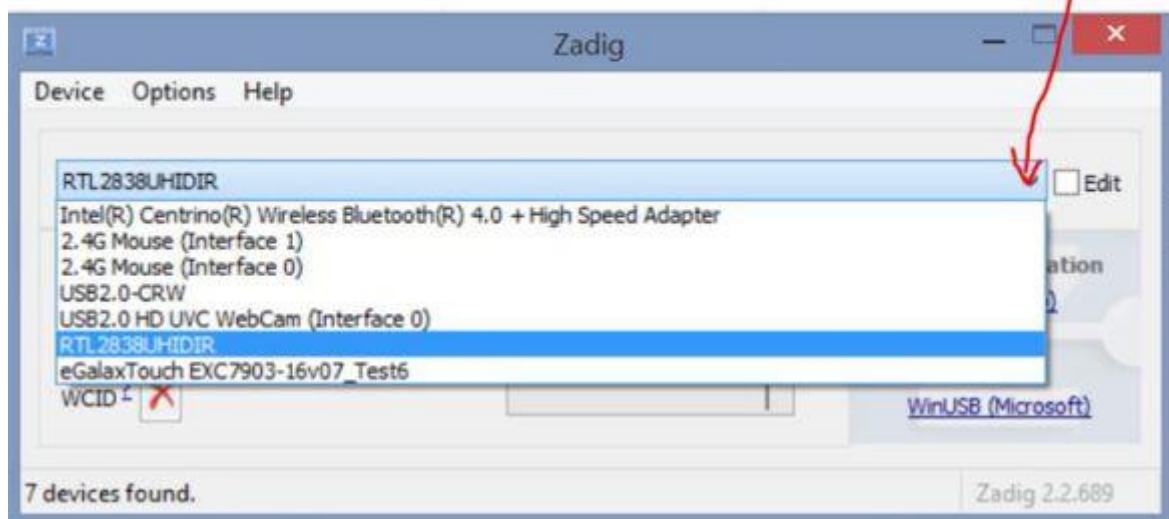 Zadig
Device Options Help
RTL2838UHIDIR
Edit
Intel(R) Centrino(R) Wireless Bluetooth(R) 4.0 + High Speed Adapter
2.4G Mouse (Interface 1)
2.4G Mouse (Interface 0)
USB2.0-CRW
USB2.0 HD UVC WebCam (Interface 0)
RTL2838UHIDIR
eGalaxTouch EXC7903-16v07_Test6
ation
WCID ?
WinUSB (Microsoft)
7 devices found.
Zadig 2.2.689